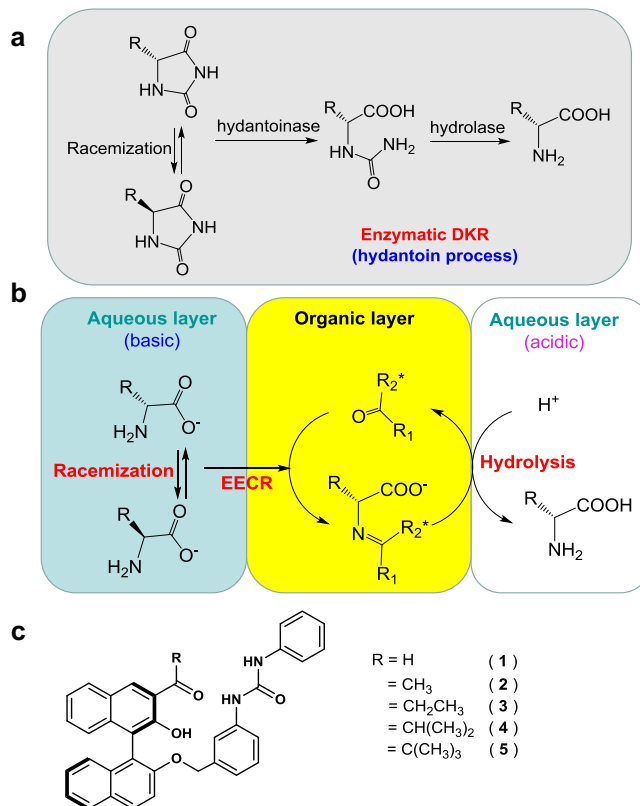 a
R O
NH
HN
O
Racemization
R O
NH
HN
O
hydantoinase
R COOH
HN NH₂
O
hydrolase
R COOH
NH₂
Enzymatic DKR
(hydantoin process)
b
Aqueous layer
(basic)
R O
H₂N O⁻
Racemization
R O
H₂N O⁻
EECR
Organic layer
R₂*
O
R₁
R COO⁻
N R₂*
R₁
Aqueous layer
(acidic)
H⁺
Hydrolysis
R COOH
NH₂
c
R
O
OH
O
HN
NH O
R = H ( 1 )
= CH₃ ( 2 )
= CH₂CH₃ ( 3 )
= CH(CH₃)₂ ( 4 )
= C(CH₃)₃ ( 5 )